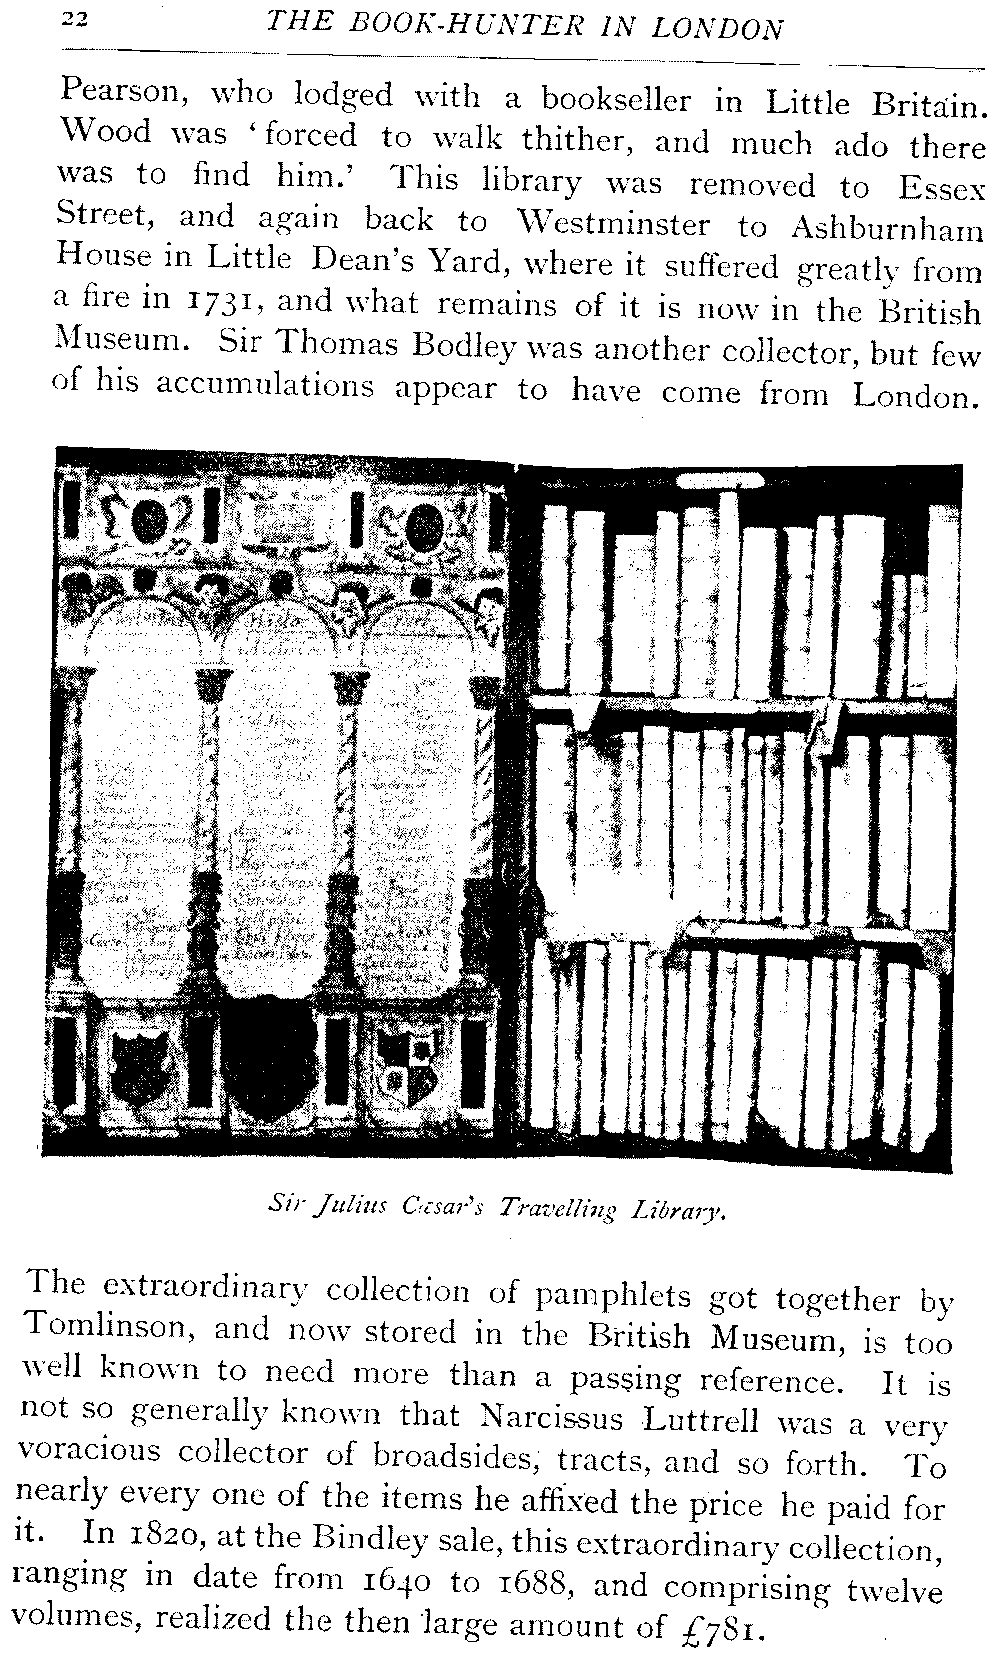 22 THE BOOK-HUNTER IN LONDON
Pearson, who lodged with a bookseller in Little Britain.
Wood was ‘forced to walk thither, and much ado there
was to find him.’ This library was removed to Essex
Street, and again back to Westminster to Ashburnham
House in Little Dean's Yard, where it suffered greatly from
a fire in 1731, and what remains of it is now in the British
Museum. Sir Thomas Bodley was another collector, but few
of his accumulations appear to have come from London.
Sir Julius Cæsar's Travelling Library.
The extraordinary collection of pamphlets got together by
Tomlinson, and now stored in the British Museum, is too
well known to need more than a passing reference. It is
not so generally known that Narcissus Luttrell was a very
voracious collector of broadsides, tracts, and so forth. To
nearly every one of the items he affixed the price he paid for
it. In 1820, at the Bindley sale, this extraordinary collection,
ranging in date from 1640 to 1688, and comprising twelve
volumes, realized the then large amount of £781.